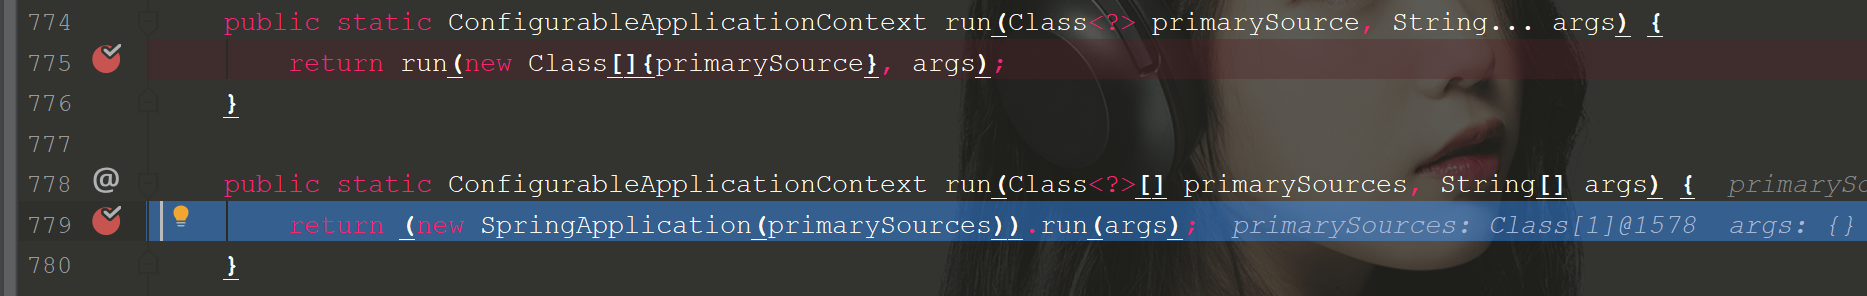 774 public static ConfigurableApplicationContext run(Class<?> primarySource, String... args) {
775 return run(new Class[]{primarySource}, args);
776 }
777
778 @ public static ConfigurableApplicationContext run(Class<?>[] primarySources, String[] args) { primarySo
779 return (new SpringApplication(primarySources)).run(args); primarySources: Class[1]@1578 args: {}
780 }